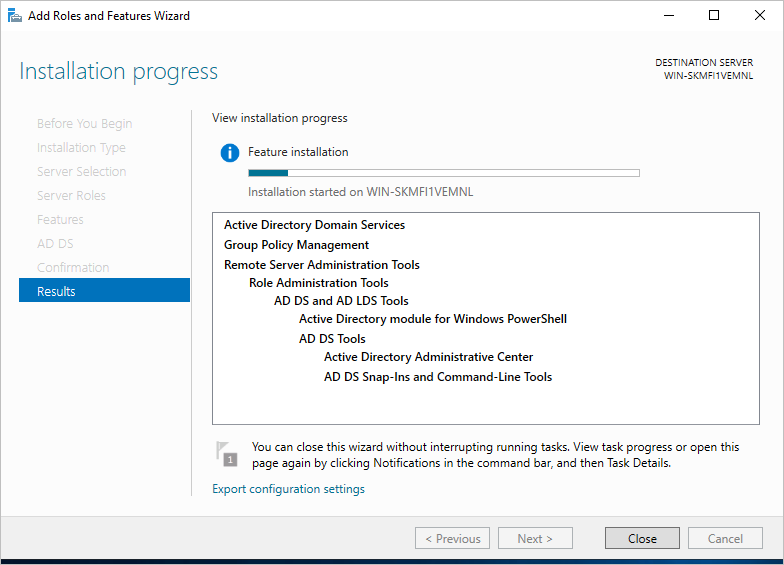 Add Roles and Features Wizard
Installation progress
DESTINATION SERVER
WIN-SKMFI1VEMNL
Before You Begin
Installation Type
Server Selection
Server Roles
Features
AD DS
Confirmation
Results
View installation progress
Feature installation
Installation started on WIN-SKMFI1VEMNL
Active Directory Domain Services
Group Policy Management
Remote Server Administration Tools
Role Administration Tools
AD DS and AD LDS Tools
Active Directory module for Windows PowerShell
AD DS Tools
Active Directory Administrative Center
AD DS Snap-Ins and Command-Line Tools
1
You can close this wizard without interrupting running tasks. View task progress or open this
page again by clicking Notifications in the command bar, and then Task Details.
Export configuration settings
< Previous
Next >
Close
Cancel